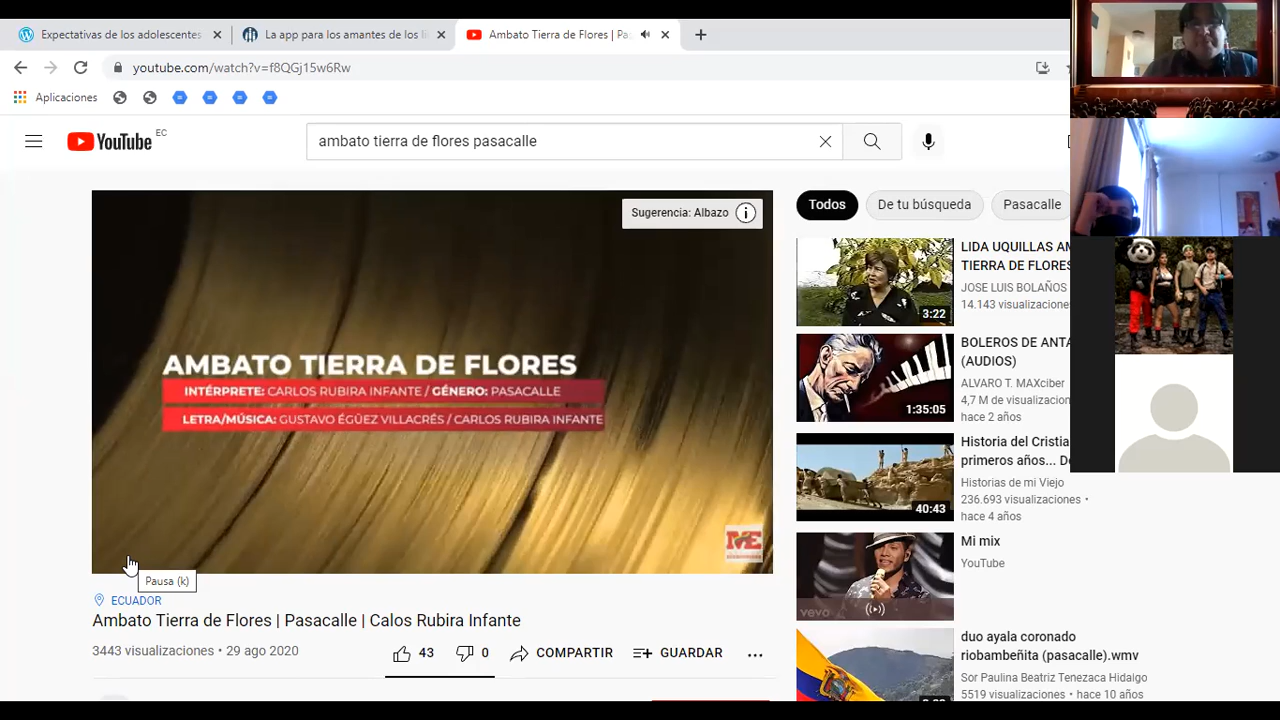 Expectativas de los adolescentes
La app para los amantes de los li
Ambato Tierra de Flores | Pas
youtube.com/watch?v=f8QGj15w6Rw
Aplicaciones
YouTube EC
ambato tierra de flores pasacalle
Sugerencia: Albazo
AMBATO TIERRA DE FLORES
INTÉRPRETE: CARLOS RUBIRA INFANTE / GÉNERO: PASACALLE
LETRA/MÚSICA: GUSTAVO ÉGÜEZ VILLACRÉS / CARLOS RUBIRA INFANTE
Pausa (k)
ECUADOR
Ambato Tierra de Flores | Pasacalle | Calos Rubira Infante
3443 visualizaciones • 29 ago 2020
43
0
COMPARTIR
GUARDAR
Todos
De tu búsqueda
Pasacalle
LIDA UQUILLAS AM
TIERRA DE FLORES
JOSE LUIS BOLAÑOS
14.143 visualizaciones
3:22
BOLEROS DE ANTA
(AUDIOS)
ALVARO T. MAXciber
4,7 M de visualizacion
hace 2 años
1:35:05
Historia del Cristia
primeros años... De
Historias de mi Viejo
236.693 visualizaciones •
hace 4 años
40:43
Mi mix
YouTube
vevo
duo ayala coronado
riobambeñita (pasacalle).wmv
Sor Paulina Beatriz Tenezaca Hidalgo
5519 visualizaciones • hace 10 años